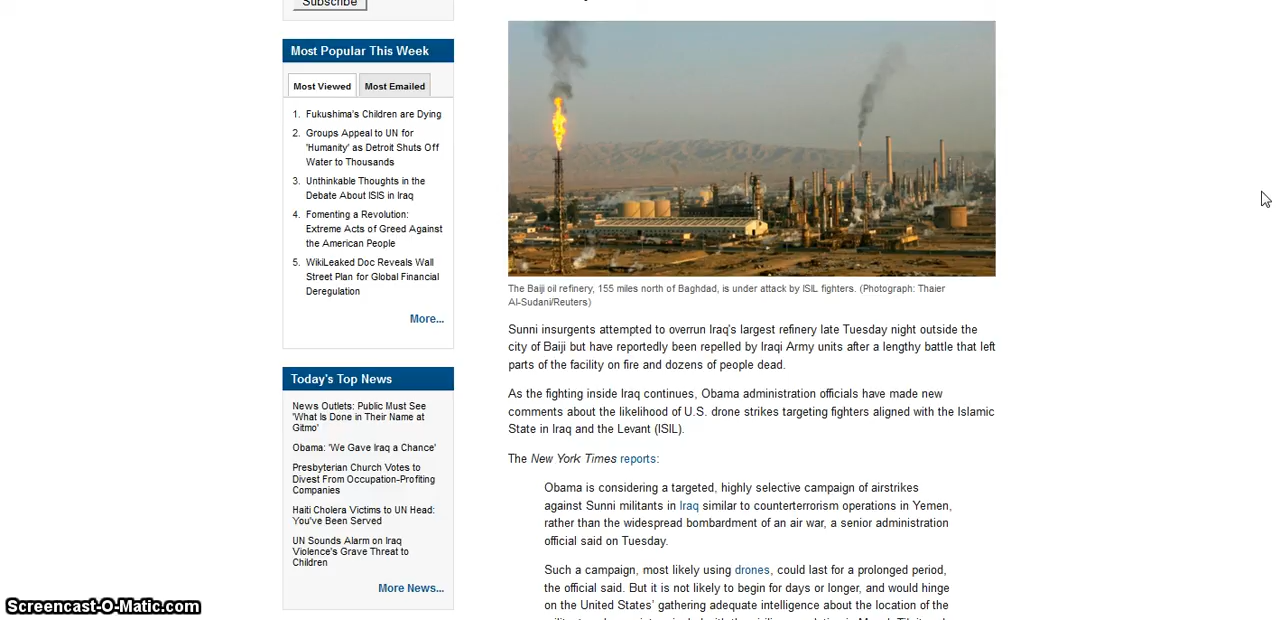 Subscribe
Most Popular This Week
Most Viewed
Most Emailed
1. Fukushima's Children are Dying
2. Groups Appeal to UN for
'Humanity' as Detroit Shuts Off
Water to Thousands
3. Unthinkable Thoughts in the
Debate About ISIS in Iraq
4. Fomenting a Revolution:
Extreme Acts of Greed Against
the American People
5. WikiLeaked Doc Reveals Wall
Street Plan for Global Financial
Deregulation
More...
Today's Top News
News Outlets: Public Must See
'What Is Done in Their Name at
Gitmo'
Obama: 'We Gave Iraq a Chance'
Presbyterian Church Votes to
Divest From Occupation-Profiting
Companies
Haiti Cholera Victims to UN Head:
You've Been Served
UN Sounds Alarm on Iraq
Violence's Grave Threat to
Children
More News...
The Baiji oil refinery, 155 miles north of Baghdad, is under attack by ISIL fighters. (Photograph: Thaier
Al-Sudani/Reuters)
Sunni insurgents attempted to overrun Iraq's largest refinery late Tuesday night outside the
city of Baiji but have reportedly been repelled by Iraqi Army units after a lengthy battle that left
parts of the facility on fire and dozens of people dead.
As the fighting inside Iraq continues, Obama administration officials have made new
comments about the likelihood of U.S. drone strikes targeting fighters aligned with the Islamic
State in Iraq and the Levant (ISIL).
The New York Times reports:
Obama is considering a targeted, highly selective campaign of airstrikes
against Sunni militants in Iraq similar to counterterrorism operations in Yemen,
rather than the widespread bombardment of an air war, a senior administration
official said on Tuesday.
Such a campaign, most likely using drones, could last for a prolonged period,
the official said. But it is not likely to begin for days or longer, and would hinge
on the United States' gathering adequate intelligence about the location of the
Screencast-O-Matic.com